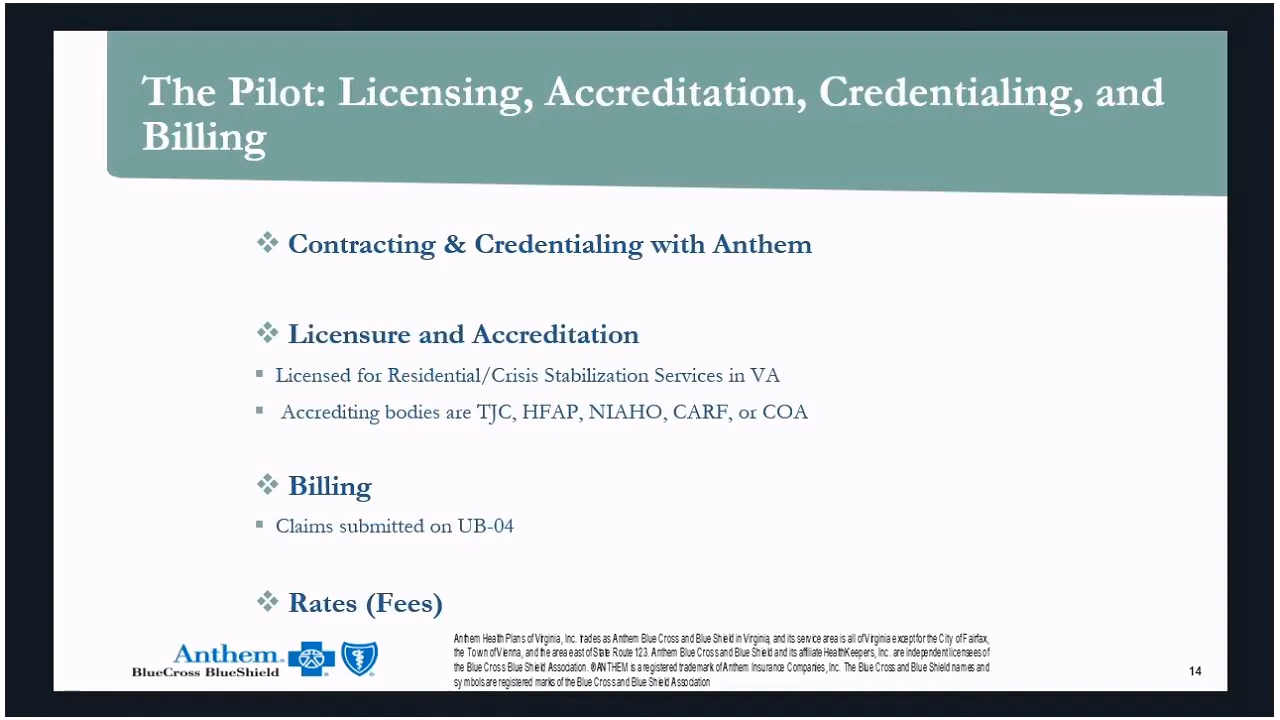 The Pilot: Licensing, Accreditation, Credentialing, and
Billing
Contracting & Credentialing with Anthem
Licensure and Accreditation
Licensed for Residential/Crisis Stabilization Services in VA
Accrediting bodies are TJC, HFAP, NIAHO, CARF, or COA
Billing
Claims submitted on UB-04
Rates (Fees)
Anthem.
BlueCross BlueShield
Anthem Health Plans of Virginia, Inc. trades as Anthem Blue Cross and Blue Shield in Virginia, and its service area is all of Virginia except for the City of Fairfax,
the Town of Vienna, and the area east of State Route 123. Anthem Blue Cross and Blue Shield and its affiliate HealthKeepers, Inc. are independent licensees of
the Blue Cross Blue Shield Association. ®ANTHEM is a registered trademark of Anthem Insurance Companies, Inc. The Blue Cross and Blue Shield names and
symbols are registered marks of the Blue Cross and Blue Shield Association
14